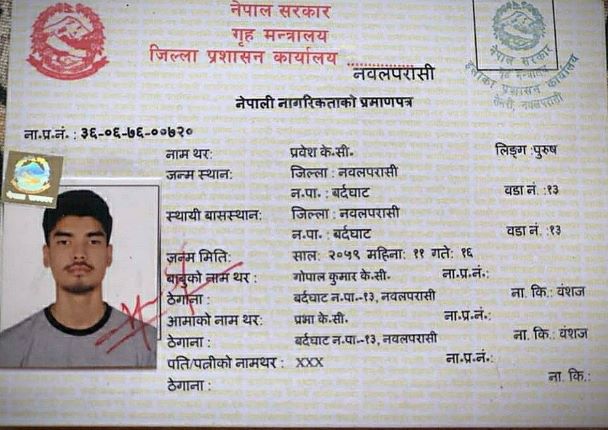 नेपाल सरकार
गृह मन्त्रालय
जिल्ला प्रशासन कार्यालय ...............
नवलपरासी
नेपाल सरकार
गृह मन्त्रालय
इलाका प्रशासन कार्यालय
नवलपरासी
नेपाली नागरिकताको प्रमाणपत्र
ना.प्र.नं. : ३६-०६-७६-००७२०
नाम थर: प्रवेश के.सी. लिङ्ग : पुरुष
जन्म स्थान: जिल्ला : नवलपरासी
न.पा. : बर्दघाट वडा नं. :१३
स्थायी बासस्थान: जिल्ला : नवलपरासी
न.पा. : बर्दघाट वडा नं. :१३
जन्म मिति: साल: २०५९ महिना: ११ गते: १६
बाबुको नाम थर : गोपाल कुमार के.सी. ना.प्र.नं.:
ठेगाना : बर्दघाट न.पा.-१३, नवलपरासी ना. कि.: वंशज
आमाको नाम थर: प्रभा के.सी. ना.प्र.नं.:
ठेगाना : बर्दघाट न.पा.-१३, नवलपरासी ना. कि.: वंशज
पति/पत्नीको नामथर : XXX ना.प्र.नं.:
ठेगाना : ना. कि.: